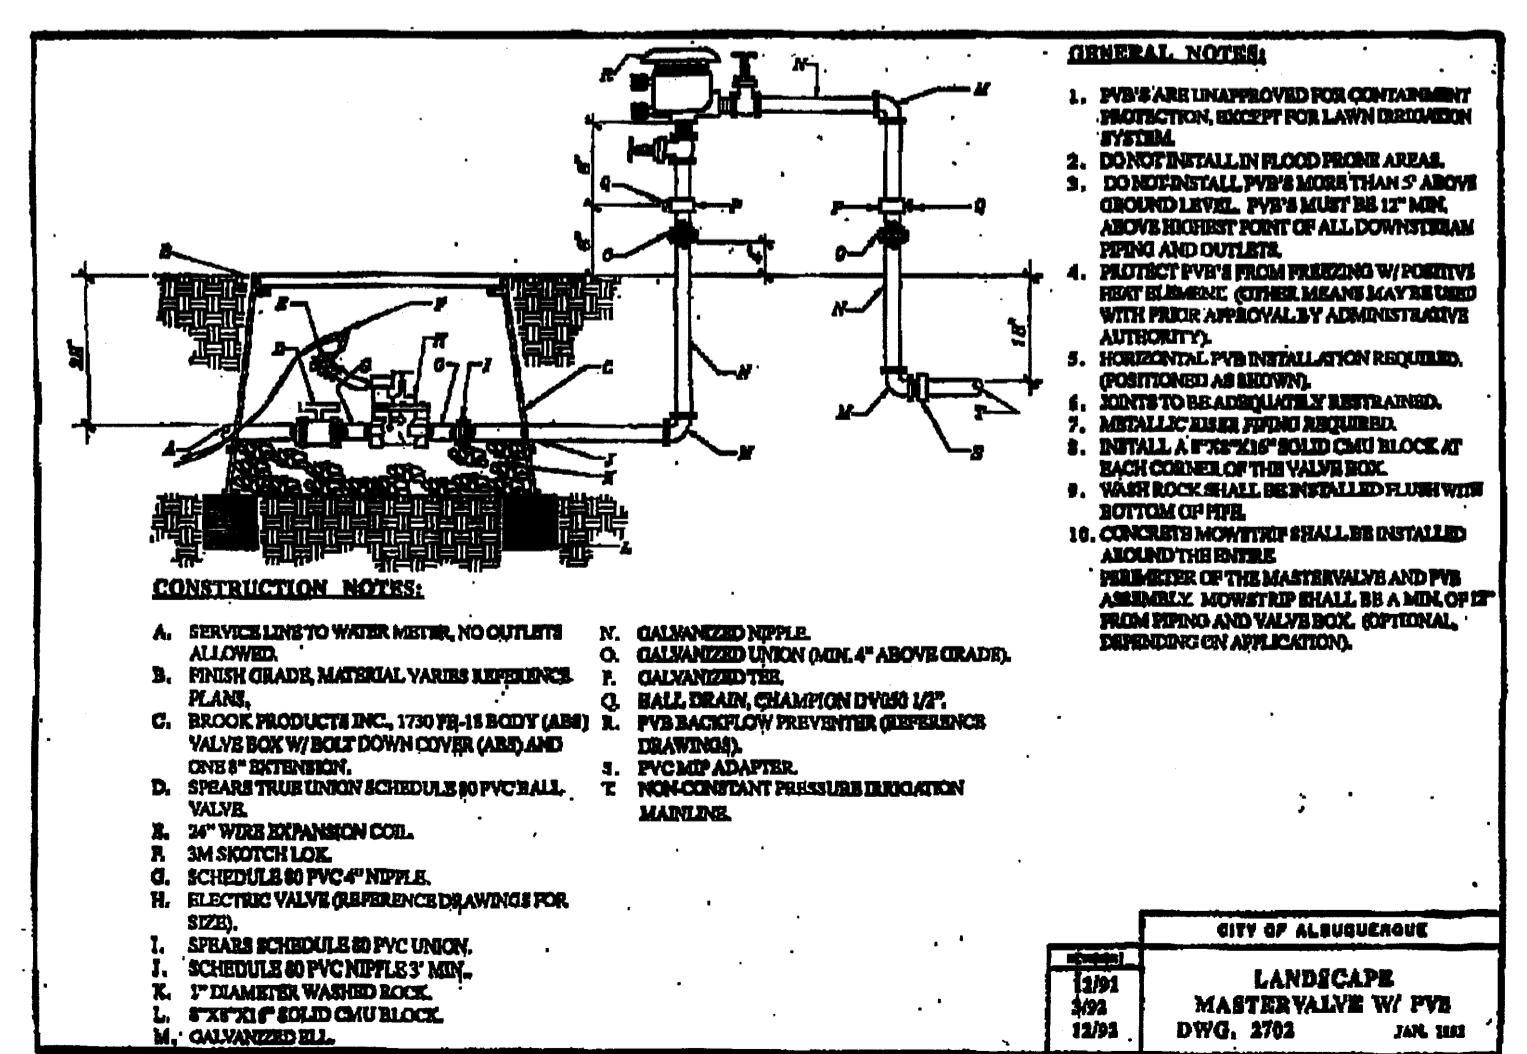 GENERAL NOTES:
1. PVB'S ARE UNAPPROVED FOR CONTAINMENT
PROTECTION, EXCEPT FOR LAWN IRRIGATION
SYSTEM.
2. DO NOT INSTALL IN FLOOD PRONE AREAS.
3. DO NOT INSTALL PVB'S MORE THAN 5' ABOVE
GROUND LEVEL. PVB'S MUST BE 12" MIN.
ABOVE HIGHEST POINT OF ALL DOWNSTREAM
PIPING AND OUTLETS.
4. PROTECT PVB'S FROM FREEZING W/ POSITIVE
HEAT ELEMENT. (OTHER MEANS MAY BE USED
WITH PRIOR APPROVAL BY ADMINISTRATIVE
AUTHORITY).
5. HORIZONTAL PVB INSTALLATION REQUIRED.
(POSITIONED AS SHOWN).
6. JOINTS TO BE ADEQUATELY RESTRAINED.
7. METALLIC RISER PIPING REQUIRED.
8. INSTALL A 8"X8"X16" SOLID CMU BLOCK AT
EACH CORNER OF THE VALVE BOX.
9. WASH ROCK SHALL BE INSTALLED FLUSH WITH
BOTTOM OF PIPE.
10. CONCRETE MOWSTRIP SHALL BE INSTALLED
AROUND THE ENTIRE
PERIMETER OF THE MASTERVALVE AND PVB
ASSEMBLY. MOWSTRIP SHALL BE A MIN. OF 12"
FROM PIPING AND VALVE BOX. (OPTIONAL,
DEPENDING ON APPLICATION).
R
N
M
Q
P
P
Q
O
O
B
E
F
D
G
H
G
I
C
N
N
18"
A
J
K
L
M
M
S
T
CONSTRUCTION NOTES:
A. SERVICE LINE TO WATER METER, NO OUTLETS
ALLOWED.
B. FINISH GRADE, MATERIAL VARIES REFERENCE
PLANS.
C. BROOK PRODUCTS INC., 1730 PB-18 BODY (ABS)
VALVE BOX W/ BOLT DOWN COVER (ABS) AND
ONE 8" EXTENSION.
D. SPEARS TRUE UNION SCHEDULE 80 PVC BALL
VALVE.
E. 24" WIRE EXPANSION COIL.
F. 3M SKOTCH LOK.
G. SCHEDULE 80 PVC 4" NIPPLE.
H. ELECTRIC VALVE (REFERENCE DRAWINGS FOR
SIZE).
I. SPEARS SCHEDULE 80 PVC UNION.
J. SCHEDULE 80 PVC NIPPLE 3' MIN..
K. 1" DIAMETER WASHED ROCK.
L. 8"X8"X16" SOLID CMU BLOCK.
M. GALVANIZED ELL.
N. GALVANIZED NIPPLE.
O. GALVANIZED UNION (MIN. 4" ABOVE GRADE).
P. GALVANIZED TEE.
Q. BALL DRAIN, CHAMPION DV050 1/2".
R. PVB BACKFLOW PREVENTER (REFERENCE
DRAWINGS).
S. PVC MIP ADAPTER.
T. NON-CONSTANT PRESSURE IRRIGATION
MAINLINE.
CITY OF ALBUQUERQUE
12/91
3/92
12/92
LANDSCAPE
MASTERVALVE W/ PVB
DWG. 2702
JAN.